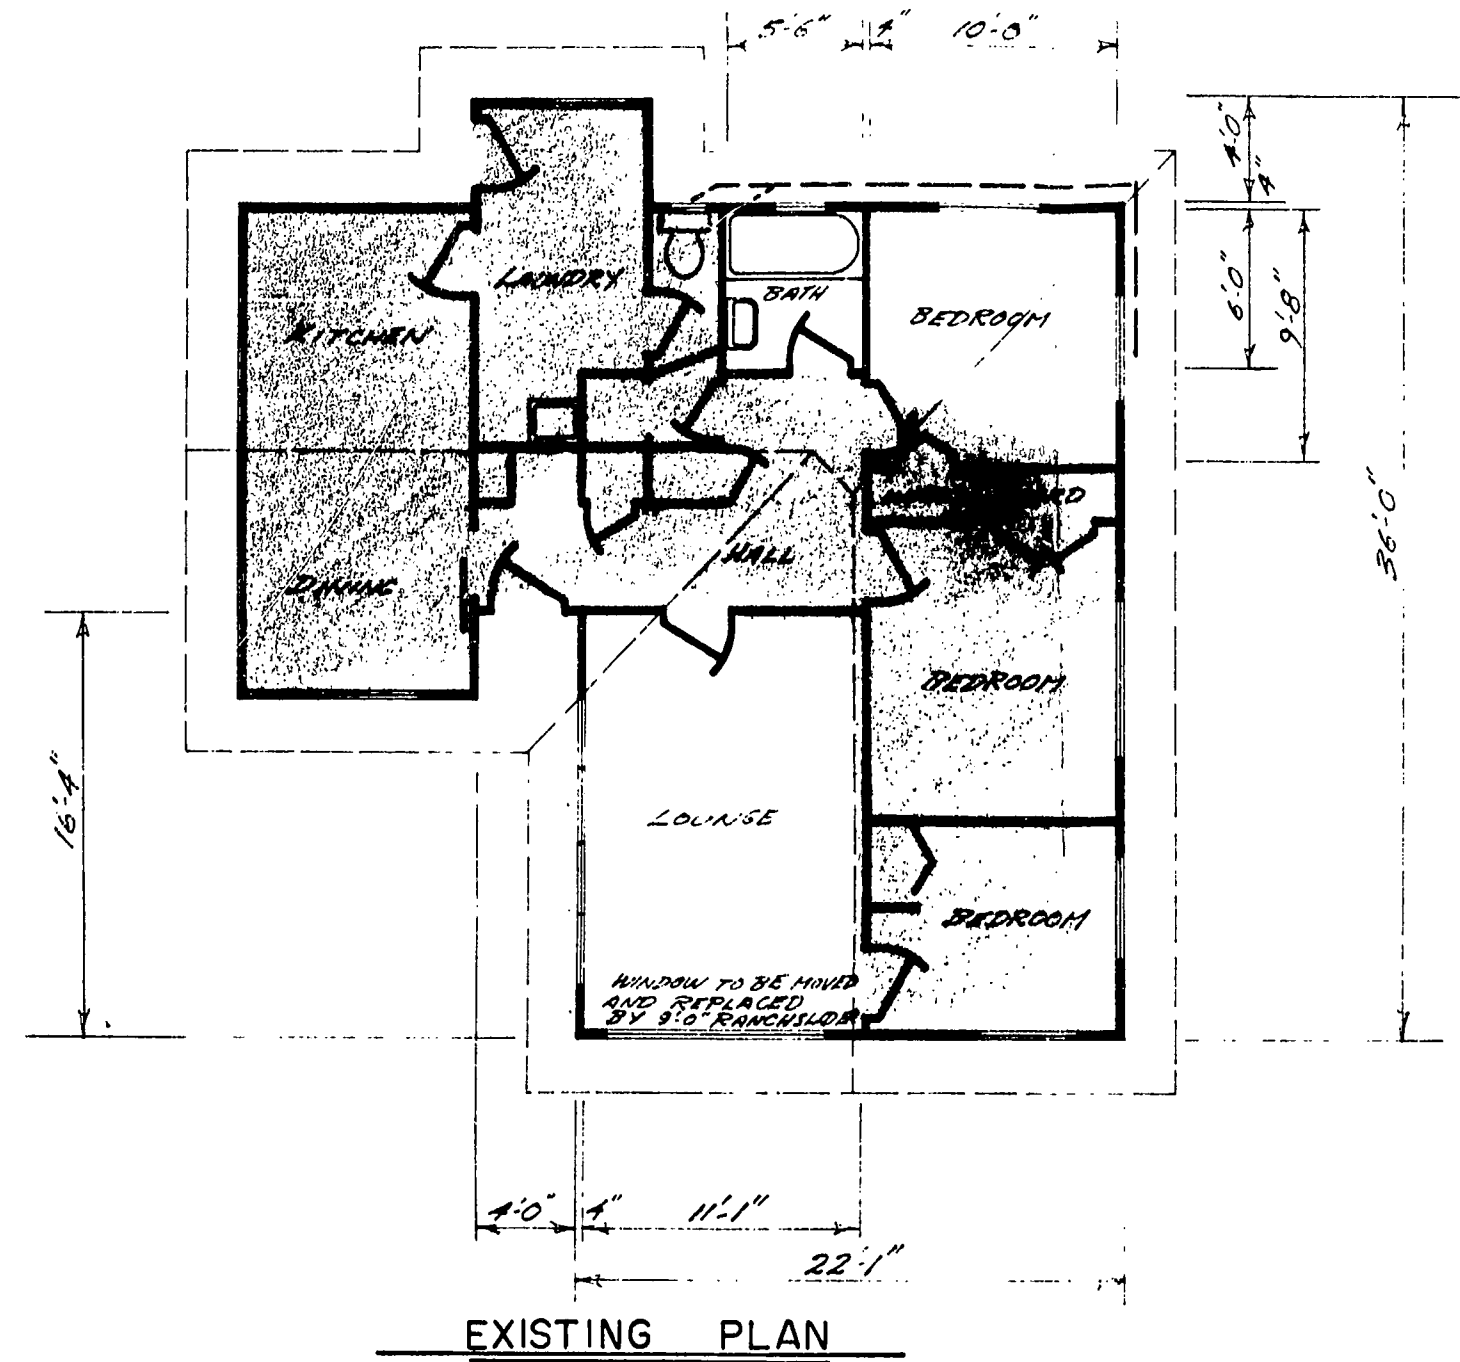 5'-6" 4" 10'-0"
4'-0"
4"
6'-0"
9'-8"
36'-0"
LAUNDRY
KITCHEN
BATH
BEDROOM
HALL
DINING
BEDROOM
16'-4"
LOUNGE
BEDROOM
WINDOW TO BE MOVED
AND REPLACED
BY 9'-0" RANCHSLIDER
4'-0" 4" 11'-1"
22'-1"
EXISTING PLAN